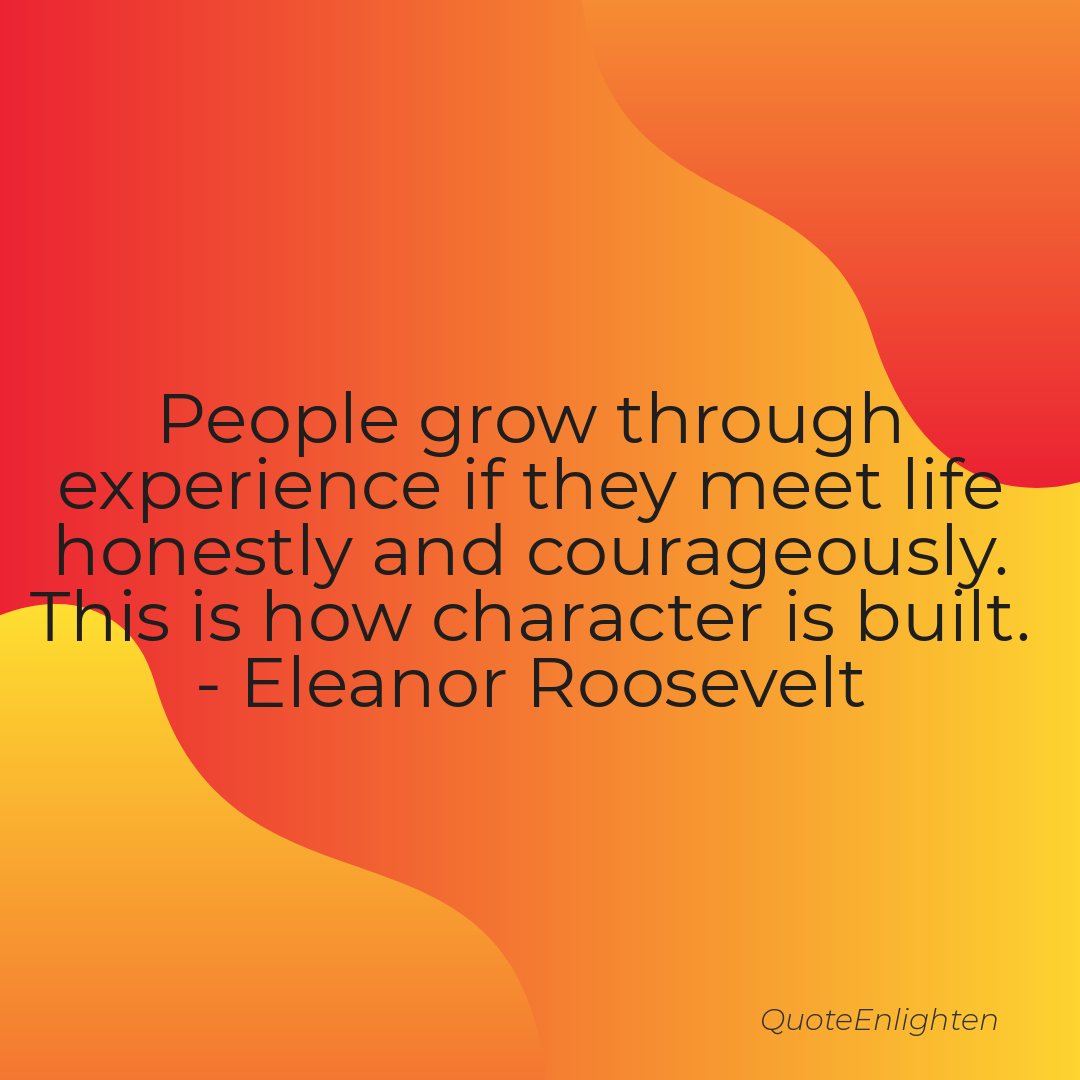 People grow through
experience if they meet life
honestly and courageously.
This is how character is built.
- Eleanor Roosevelt
QuoteEnlighten